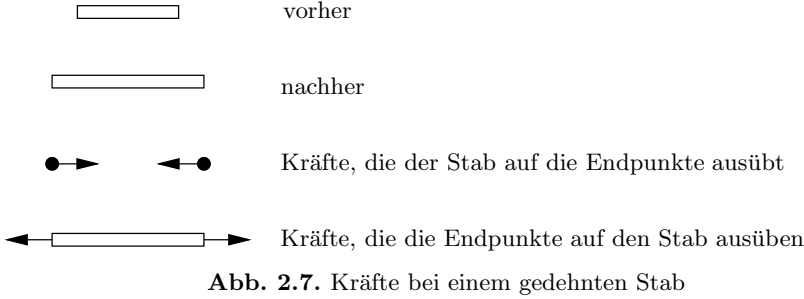 vorher
nachher
Kräfte, die der Stab auf die Endpunkte ausübt
Kräfte, die die Endpunkte auf den Stab ausüben
Abb. 2.7. Kräfte bei einem gedehnten Stab